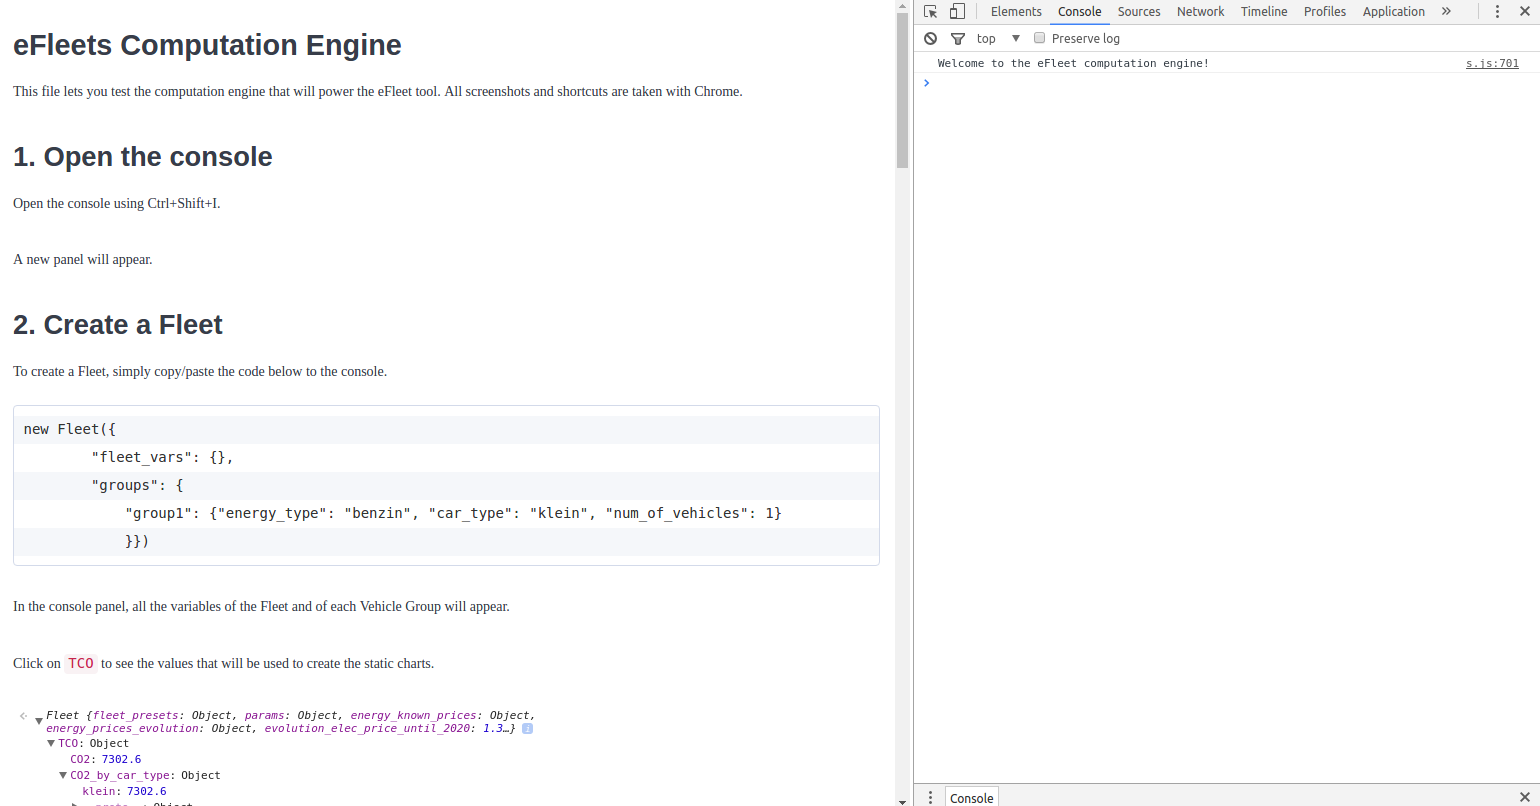 eFleets Computation Engine
This file lets you test the computation engine that will power the eFleet tool. All screenshots and shortcuts are taken with Chrome.
1. Open the console
Open the console using Ctrl+Shift+I.
A new panel will appear.
2. Create a Fleet
To create a Fleet, simply copy/paste the code below to the console.
new Fleet({
"fleet_vars": {},
"groups": {
"group1": {"energy_type": "benzin", "car_type": "klein", "num_of_vehicles": 1}
}})
In the console panel, all the variables of the Fleet and of each Vehicle Group will appear.
Click on TCO to see the values that will be used to create the static charts.
Fleet {fleet_presets: Object, params: Object, energy_known_prices: Object,
energy_prices_evolution: Object, evolution_elec_price_until_2020: 1.3…}
TCO: Object
CO2: 7302.6
CO2_by_car_type: Object
klein: 7302.6
Object
Elements Console Sources Network Timeline Profiles Application »
top Preserve log
Welcome to the eFleet computation engine! s.js:701
Console